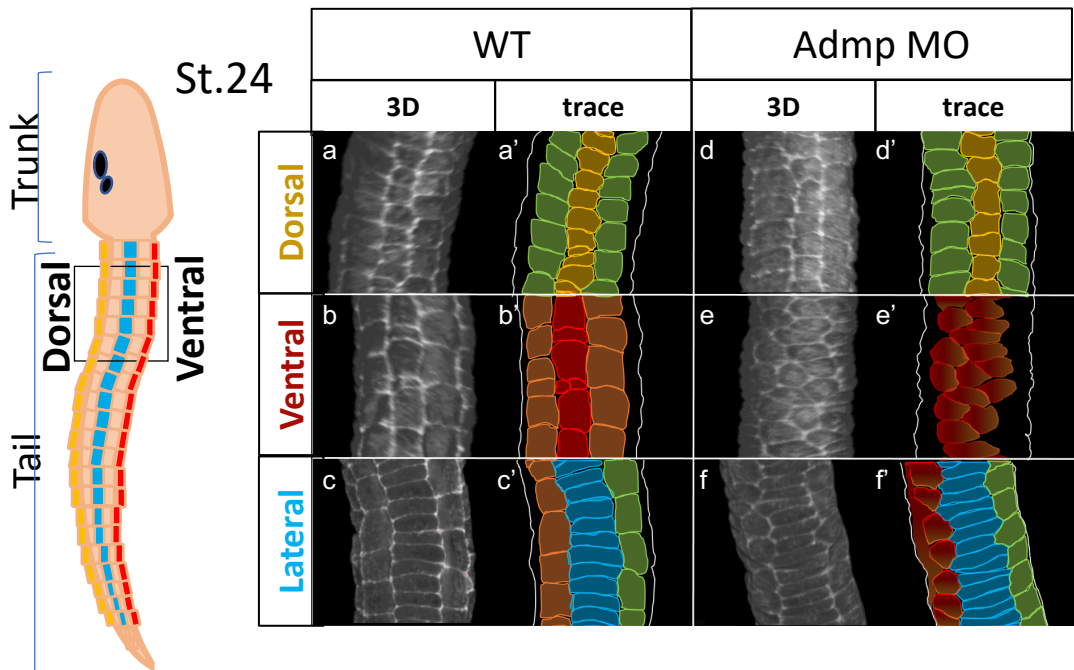 St.24
WT
Admp MO
3D
trace
3D
trace
Trunk
Tail
Dorsal
Ventral
Dorsal
a
a'
d
d'
Ventral
b
b'
e
e'
Lateral
c
c'
f
f'